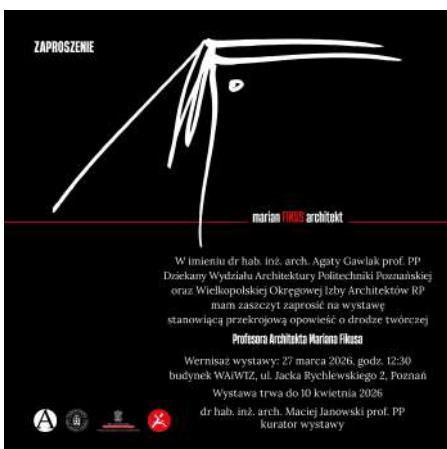 ZAPROSZENIE
marian FIKUS architekt
W imieniu dr hab. inż. arch. Agaty Gawlak prof. PP
Dziekany Wydziału Architektury Politechniki Poznańskiej
oraz Wielkopolskiej Okręgowej Izby Architektów RP
mam zaszczyt zaprosić na wystawę
stanowiącą przekrojową opowieść o drodze twórczej
Profesora Architekta Mariana Fikusa
Wernisaż wystawy: 27 marca 2026, godz. 12:30
budynek WAiWIZ, ul. Jacka Rychlewskiego 2, Poznań
Wystawa trwa do 10 kwietnia 2026
dr hab. inż. arch. Maciej Janowski prof. PP
kurator wystawy
A